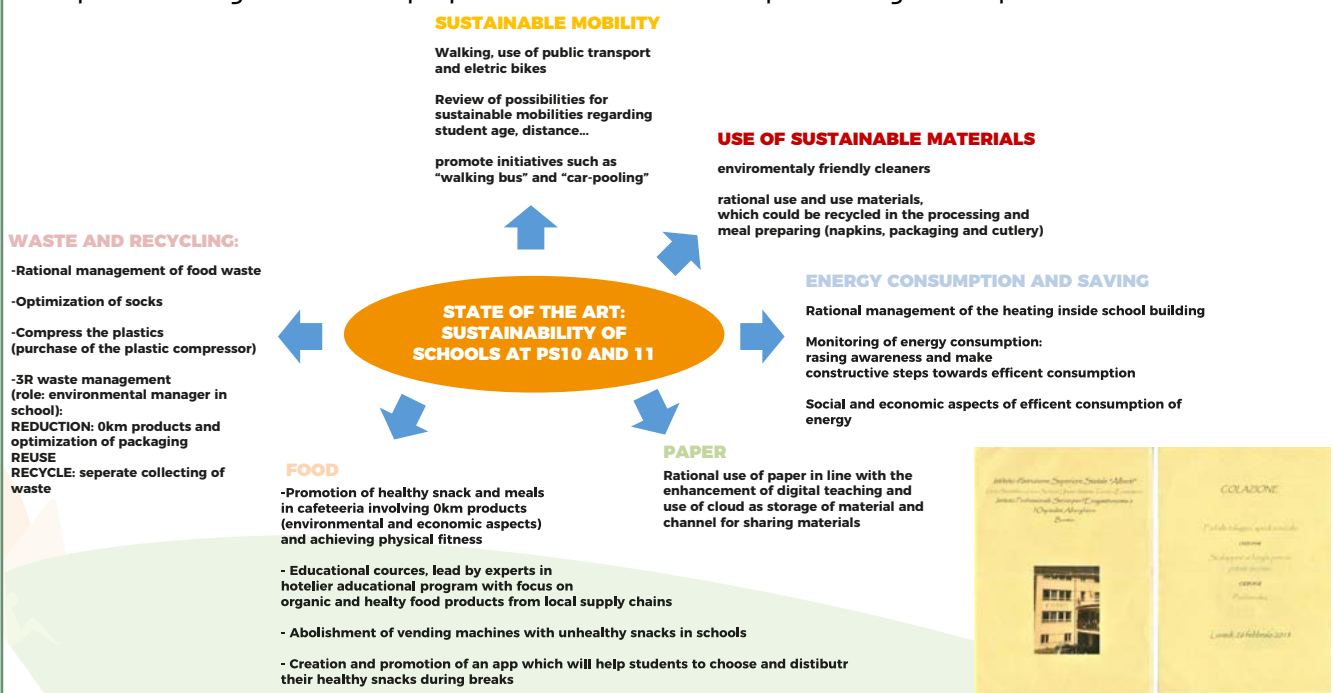 SUSTAINABLE MOBILITY
Walking, use of public transport
and eletric bikes
Review of possibilities for
sustainable mobilities regarding
student age, distance...
promote initiatives such as
“walking bus” and “car-pooling”
USE OF SUSTAINABLE MATERIALS
enviromentaly friendly cleaners
rational use and use materials,
which could be recycled in the processing and
meal preparing (napkins, packaging and cutlery)
WASTE AND RECYCLING:
-Rational management of food waste
-Optimization of socks
-Compress the plastics
(purchase of the plastic compressor)
-3R waste management
(role: environmental manager in
school):
REDUCTION: 0km products and
optimization of packaging
REUSE
RECYCLE: seperate collecting of
waste
STATE OF THE ART:
SUSTAINABILITY OF
SCHOOLS AT PS10 AND 11
ENERGY CONSUMPTION AND SAVING
Rational management of the heating inside school building
Monitoring of energy consumption:
rasing awareness and make
constructive steps towards efficent consumption
Social and economic aspects of efficent consumption of
energy
FOOD
-Promotion of healthy snack and meals
in cafeteeria involving 0km products
(environmental and economic aspects)
and achieving physical fitness
- Educational cources, lead by experts in
hotelier aducational program with focus on
organic and healty food products from local supply chains
- Abolishment of vending machines with unhealthy snacks in schools
- Creation and promotion of an app which will help students to choose and distibutr
their healthy snacks during breaks
PAPER
Rational use of paper in line with the
enhancement of digital teaching and
use of cloud as storage of material and
channel for sharing materials
COLAZIONE